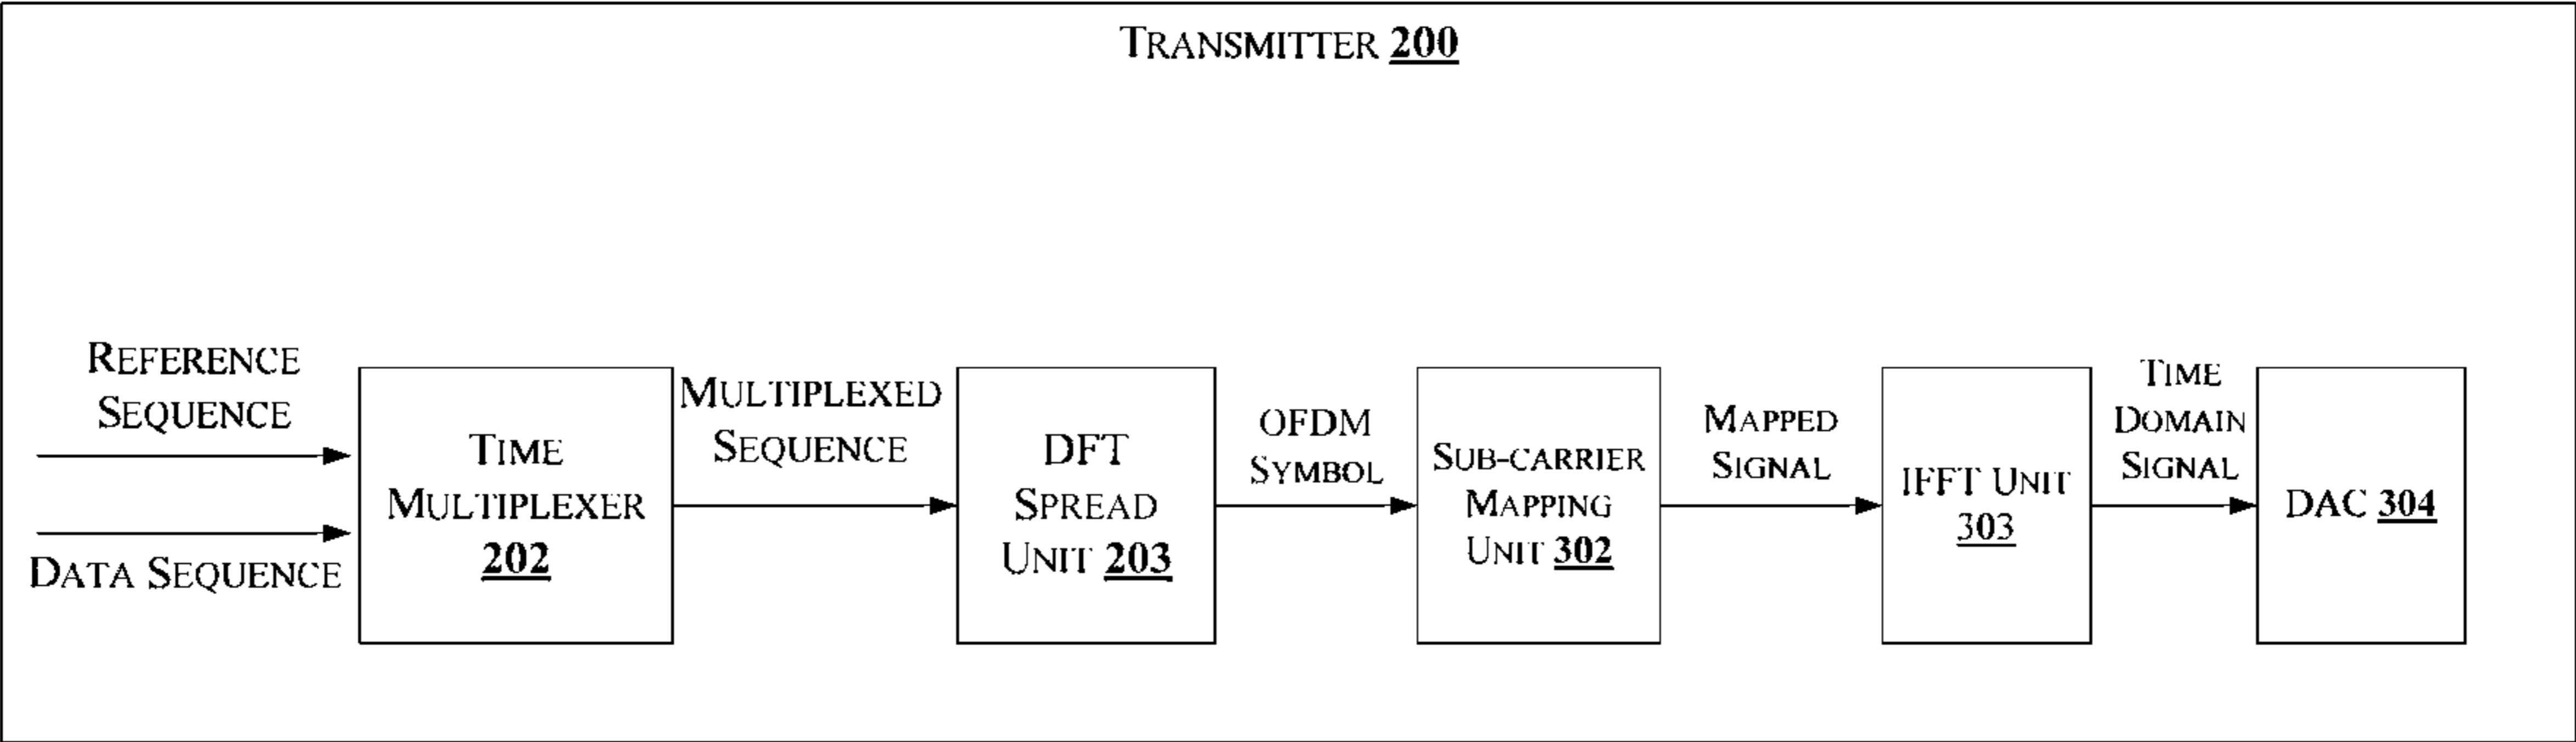 TRANSMITTER 200
REFERENCE
SEQUENCE
DATA SEQUENCE
TIME
MULTIPLEXER
202
MULTIPLEXED
SEQUENCE
DFT
SPREAD
UNIT 203
OFDM
SYMBOL
SUB-CARRIER
MAPPING
UNIT 302
MAPPED
SIGNAL
IFFT UNIT
303
TIME
DOMAIN
SIGNAL
DAC 304